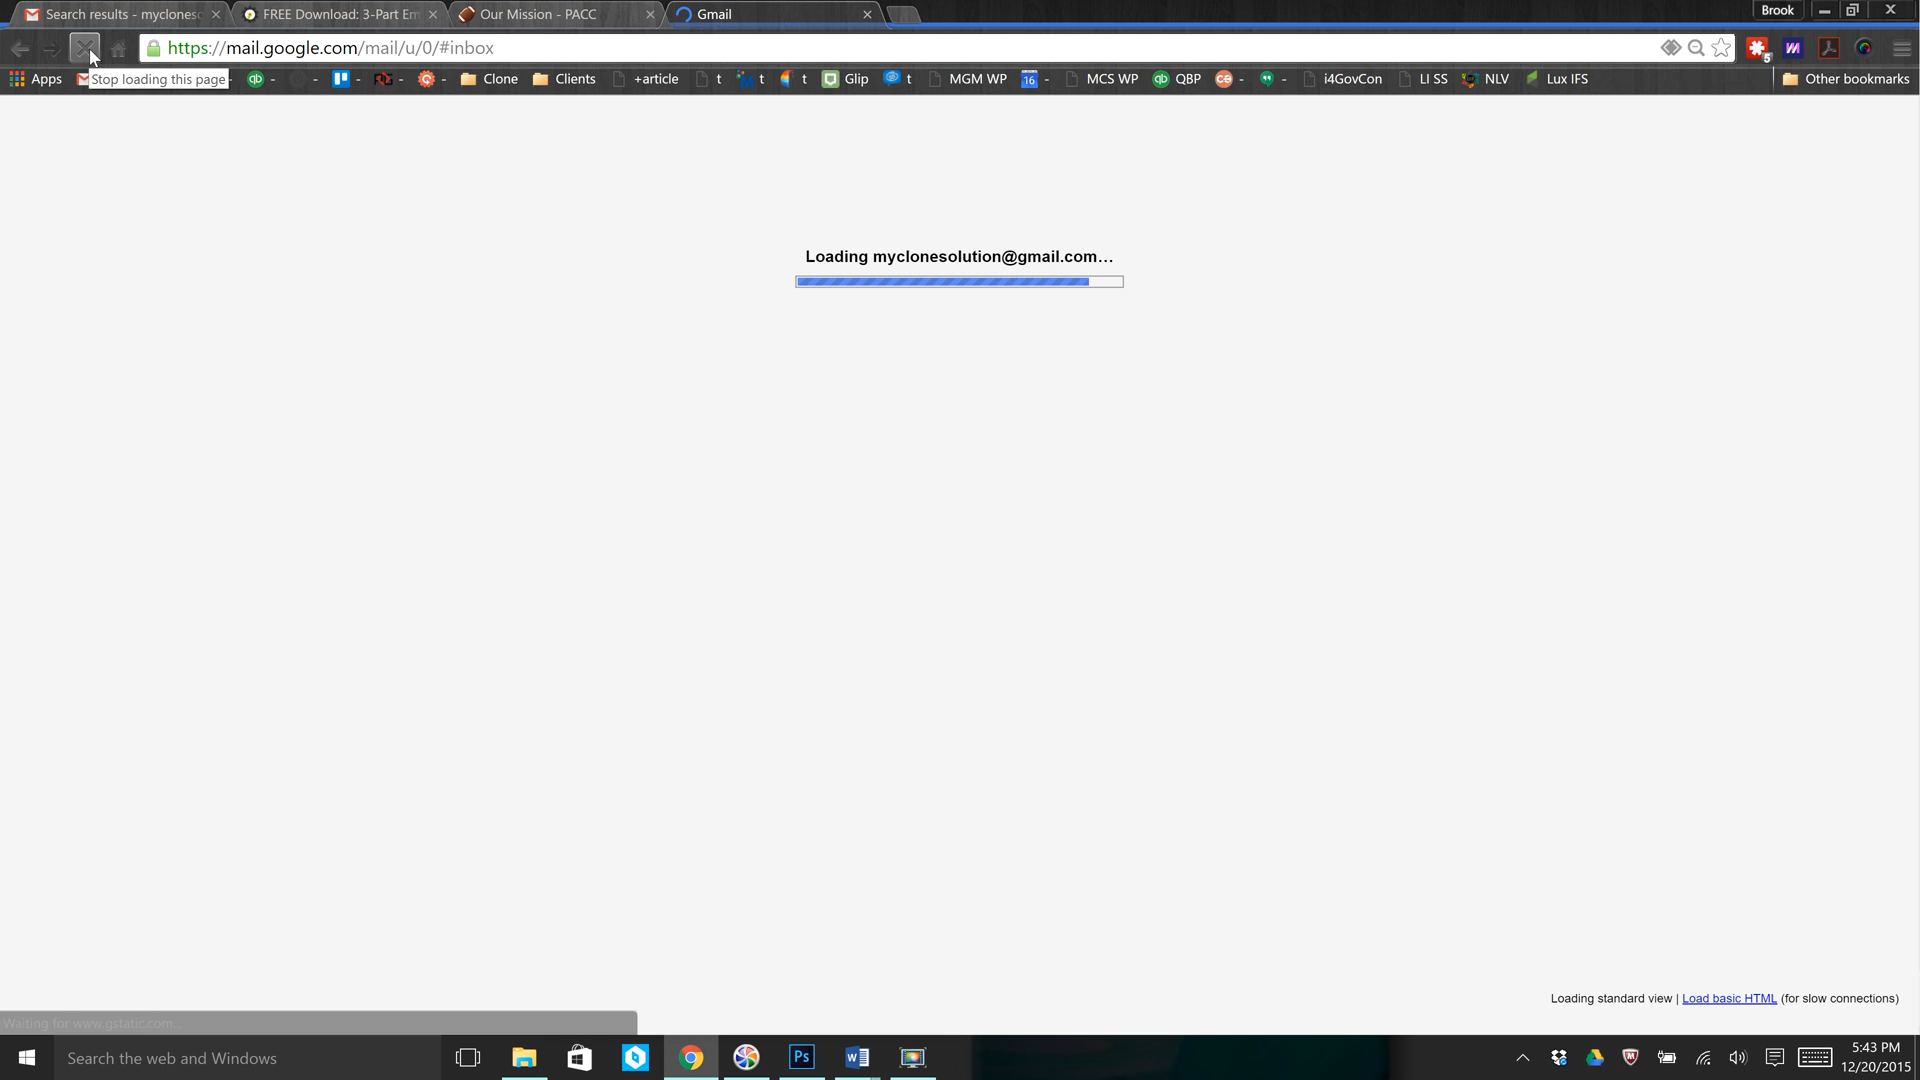 Search results - myclonesc
FREE Download: 3-Part Em
Our Mission - PACC
Gmail
Brook
https://mail.google.com/mail/u/0/#inbox
5
Apps
Stop loading this page
-
-
-
-
-
Clone
Clients
+article
t
t
t
Glip
t
MGM WP
16
-
MCS WP
QBP
-
-
i4GovCon
LI SS
NLV
Lux IFS
Other bookmarks
Loading myclonesolution@gmail.com…
Loading standard view | Load basic HTML (for slow connections)
Waiting for www.gstatic.com...
Search the web and Windows
Ps
5:43 PM
12/20/2015